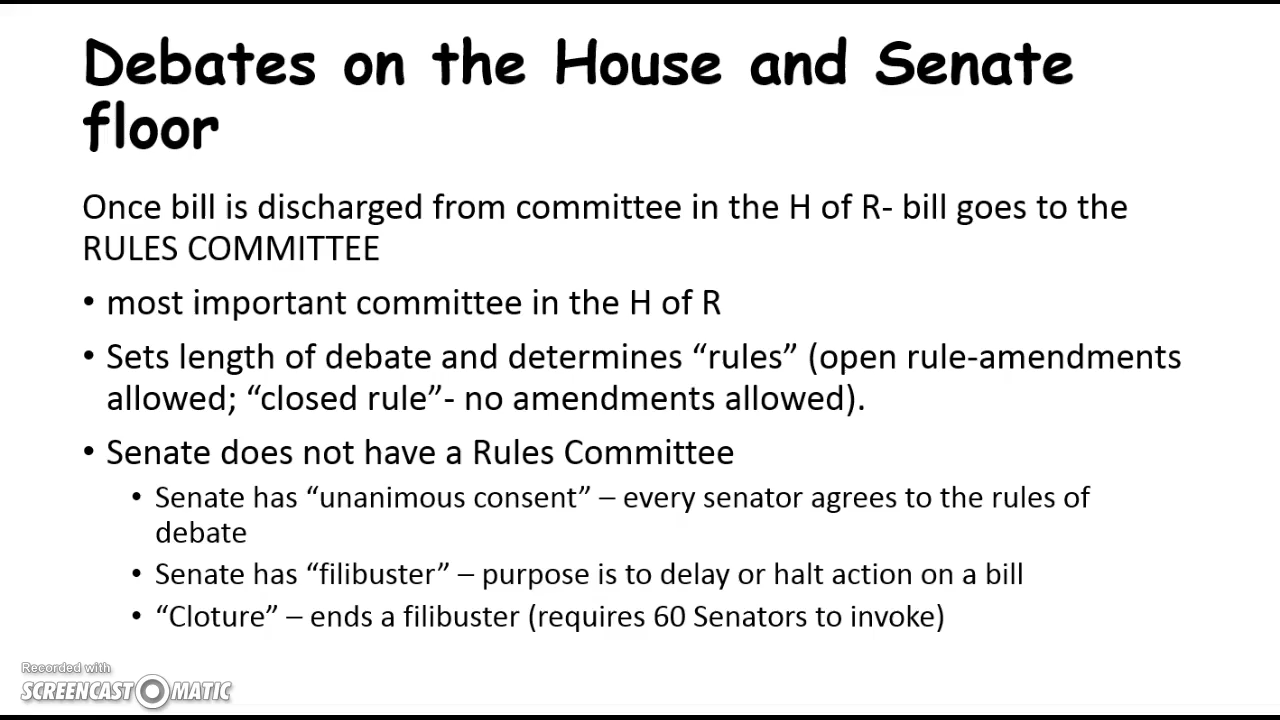 Debates on the House and Senate
floor
Once bill is discharged from committee in the H of R- bill goes to the
RULES COMMITTEE
• most important committee in the H of R
• Sets length of debate and determines “rules” (open rule-amendments
allowed; “closed rule”- no amendments allowed).
• Senate does not have a Rules Committee
• Senate has “unanimous consent” – every senator agrees to the rules of
debate
• Senate has “filibuster” – purpose is to delay or halt action on a bill
• “Cloture” – ends a filibuster (requires 60 Senators to invoke)
Recorded with
SCREENCAST MATIC